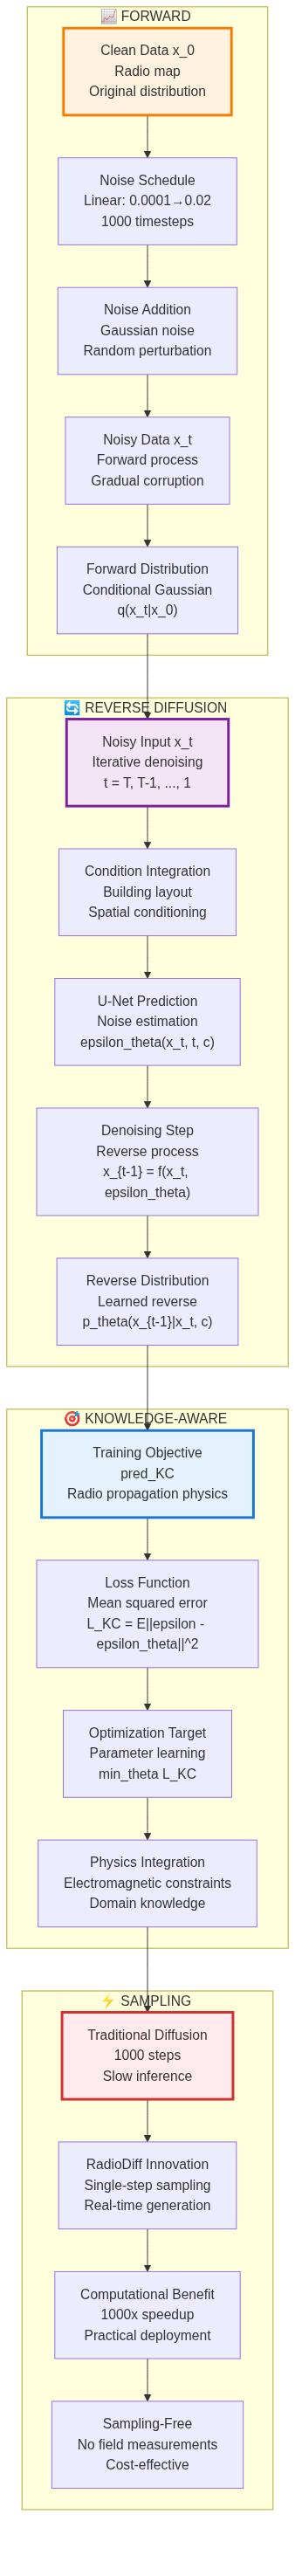 📈 FORWARD
Clean Data x_0
Radio map
Original distribution
Noise Schedule
Linear: 0.0001→0.02
1000 timesteps
Noise Addition
Gaussian noise
Random perturbation
Noisy Data x_t
Forward process
Gradual corruption
Forward Distribution
Conditional Gaussian
q(x_t|x_0)
🔄 REVERSE DIFFUSION
Noisy Input x_t
Iterative denoising
t = T, T-1, ..., 1
Condition Integration
Building layout
Spatial conditioning
U-Net Prediction
Noise estimation
epsilon_theta(x_t, t, c)
Denoising Step
Reverse process
x_{t-1} = f(x_t,
epsilon_theta)
Reverse Distribution
Learned reverse
p_theta(x_{t-1}|x_t, c)
🎯 KNOWLEDGE-AWARE
Training Objective
pred_KC
Radio propagation physics
Loss Function
Mean squared error
L_KC = E||epsilon -
epsilon_theta||^2
Optimization Target
Parameter learning
min_theta L_KC
Physics Integration
Electromagnetic constraints
Domain knowledge
⚡ SAMPLING
Traditional Diffusion
1000 steps
Slow inference
RadioDiff Innovation
Single-step sampling
Real-time generation
Computational Benefit
1000x speedup
Practical deployment
Sampling-Free
No field measurements
Cost-effective